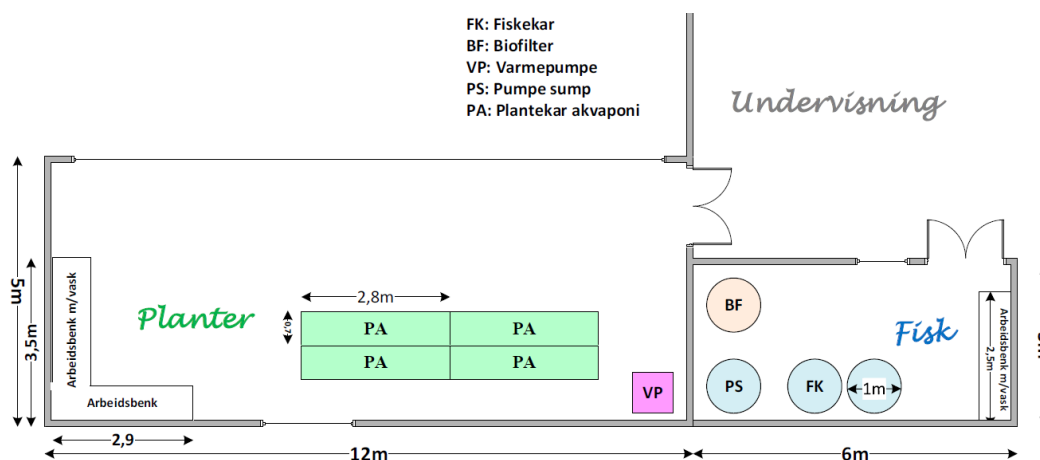 FK: Fiskekar
BF: Biofilter
VP: Varmepumpe
PS: Pumpe sump
PA: Plantekar akvaponi
Undervisning
5m
3,5m
Arbeidsbenk m/vask
Arbeidsbenk
2,9
Planter
2,8m
0,7
PA
PA
PA
PA
VP
12m
BF
PS
FK
1m
Fisk
Arbeidsbenk m/vask
2,5m
6m